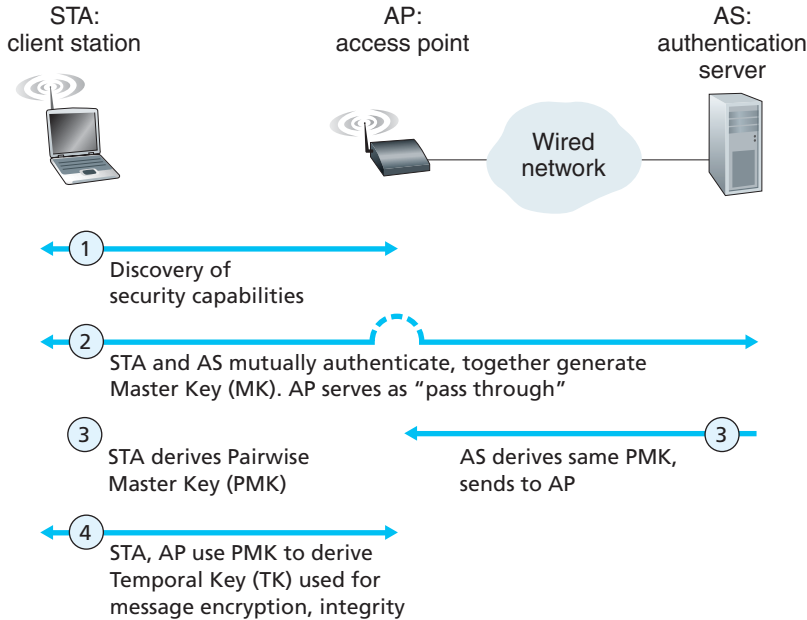 STA:
client station
AP:
access point
AS:
authentication
server
Wired
network
1
Discovery of
security capabilities
2
STA and AS mutually authenticate, together generate
Master Key (MK). AP serves as “pass through”
3
STA derives Pairwise
Master Key (PMK)
3
AS derives same PMK,
sends to AP
4
STA, AP use PMK to derive
Temporal Key (TK) used for
message encryption, integrity